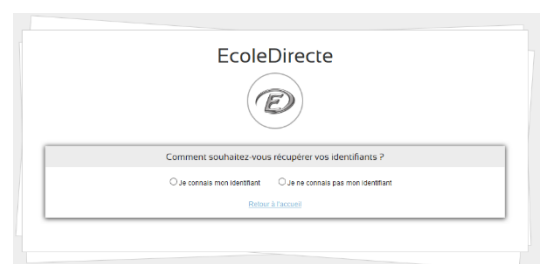 EcoleDirecte
E
Comment souhaitez-vous récupérer vos identifiants ?
Je connais mon identifiant Je ne connais pas mon identifiant
Retour à l'accueil